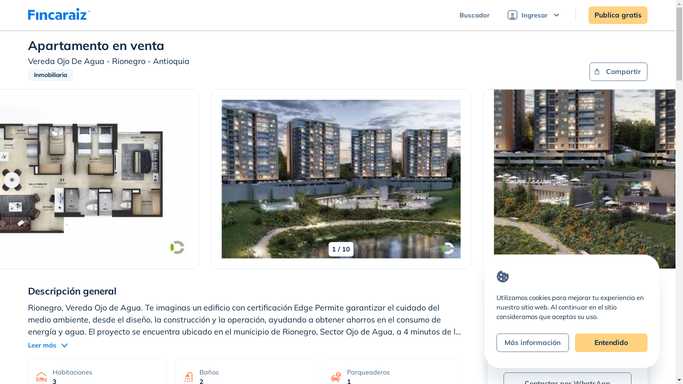 Fincaraiz
Buscador
Ingresar
Publica gratis
Apartamento en venta
Vereda Ojo De Agua - Rionegro - Antioquia
Inmobiliaria
Compartir
1 / 10
Descripción general
Rionegro, Vereda Ojo de Agua. Te imaginas un edificio con certificación Edge Permite garantizar el cuidado del
medio ambiente, desde el diseño, la construcción y la operación, ayudando a obtener ahorros en el consumo de
energía y agua. El proyecto se encuentra ubicado en el municipio de Rionegro, Sector Ojo de Agua, a 4 minutos de l...
Leer más
Habitaciones
3
Baños
2
Parqueaderos
1
Utilizamos cookies para mejorar tu experiencia en
nuestro sitio web. Al continuar en el sitio
consideramos que aceptas su uso.
Más información
Entendido
Contactar por WhatsApp